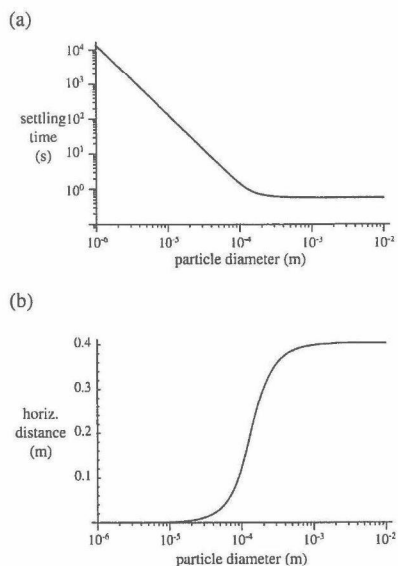 (a)
10⁴
10³
settling 10²
time
(s)
10¹
10⁰
10⁻⁶ 10⁻⁵ 10⁻⁴ 10⁻³ 10⁻²
particle diameter (m)
(b)
0.4
0.3
horiz.
distance
(m)
0.2
0.1
10⁻⁶ 10⁻⁵ 10⁻⁴ 10⁻³ 10⁻²
particle diameter (m)